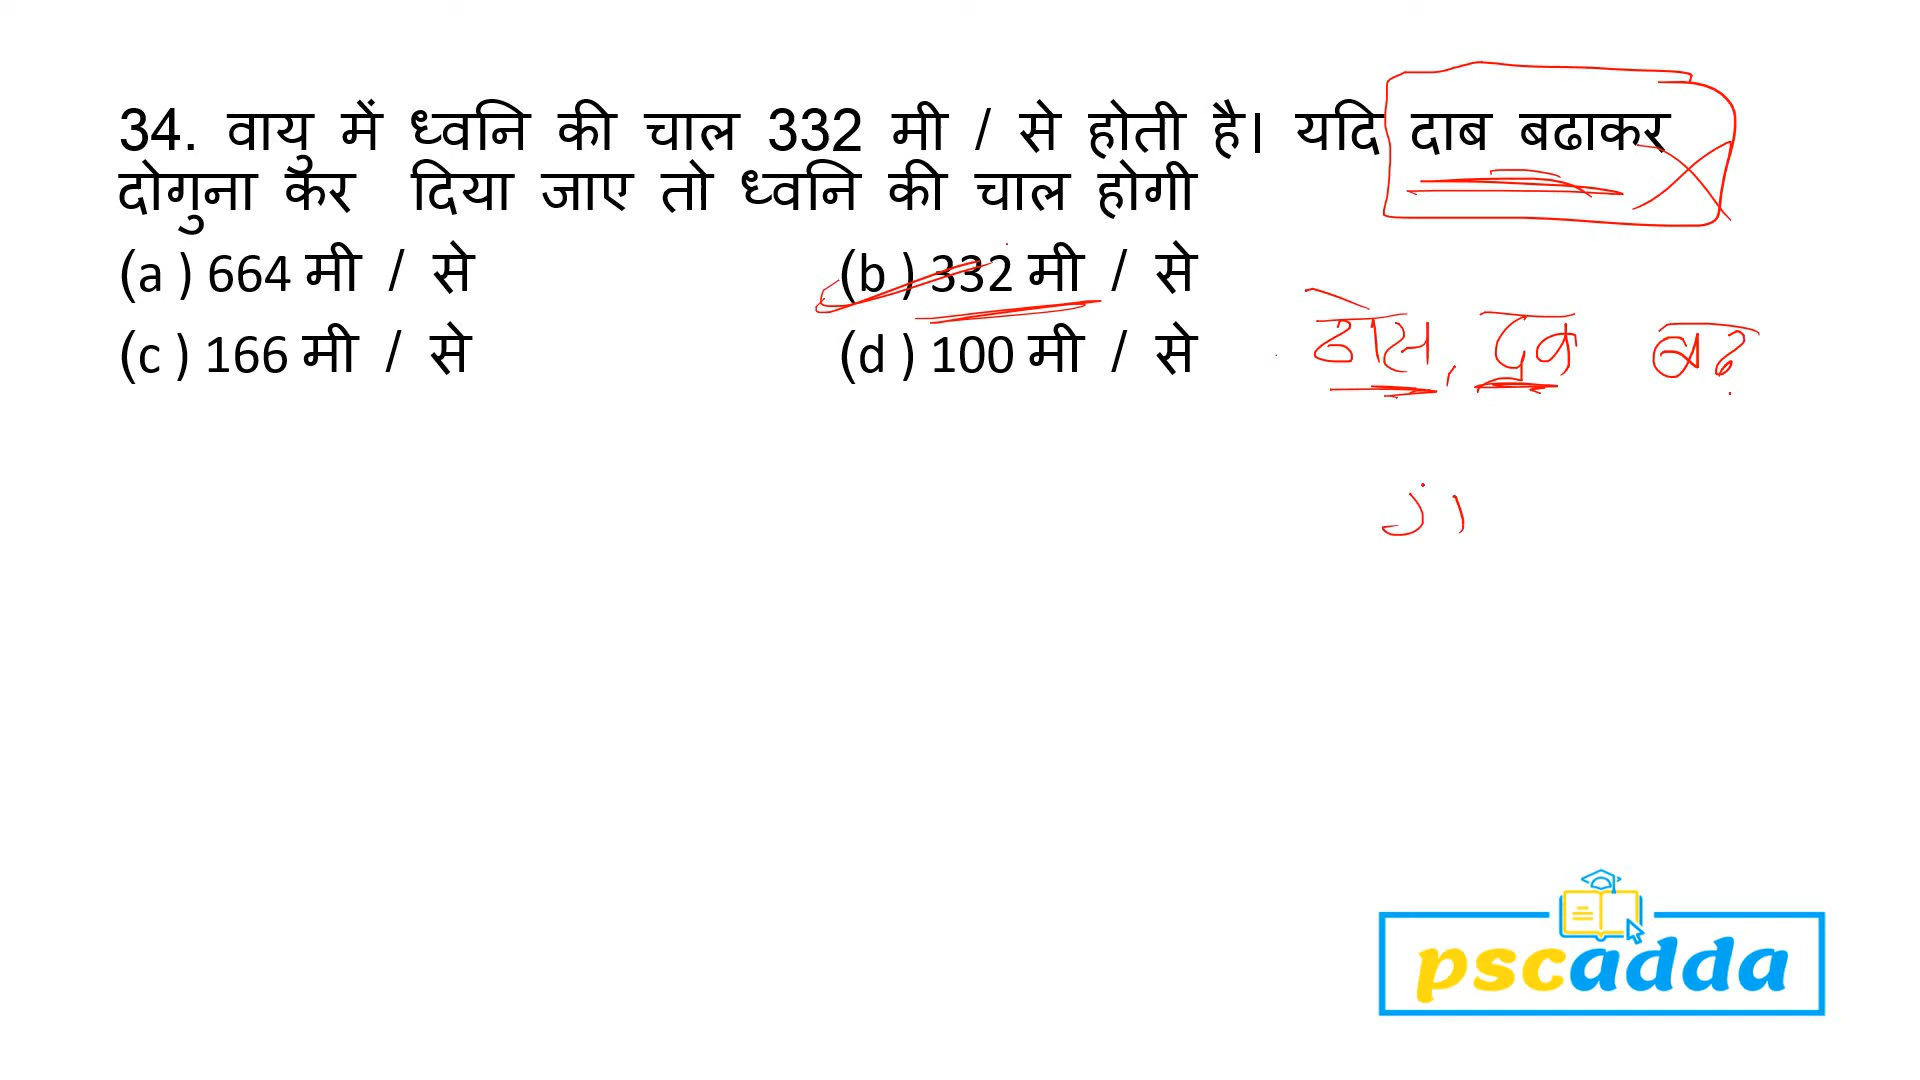 34. वायु में ध्वनि की चाल 332 मी / से होती है। यदि दाब बढाकर
दोगुना कर दिया जाए तो ध्वनि की चाल होगी
(a ) 664 मी / से (b ) 332 मी / से
(c ) 166 मी / से (d ) 100 मी / से
ठोस, द्रव
pscadda